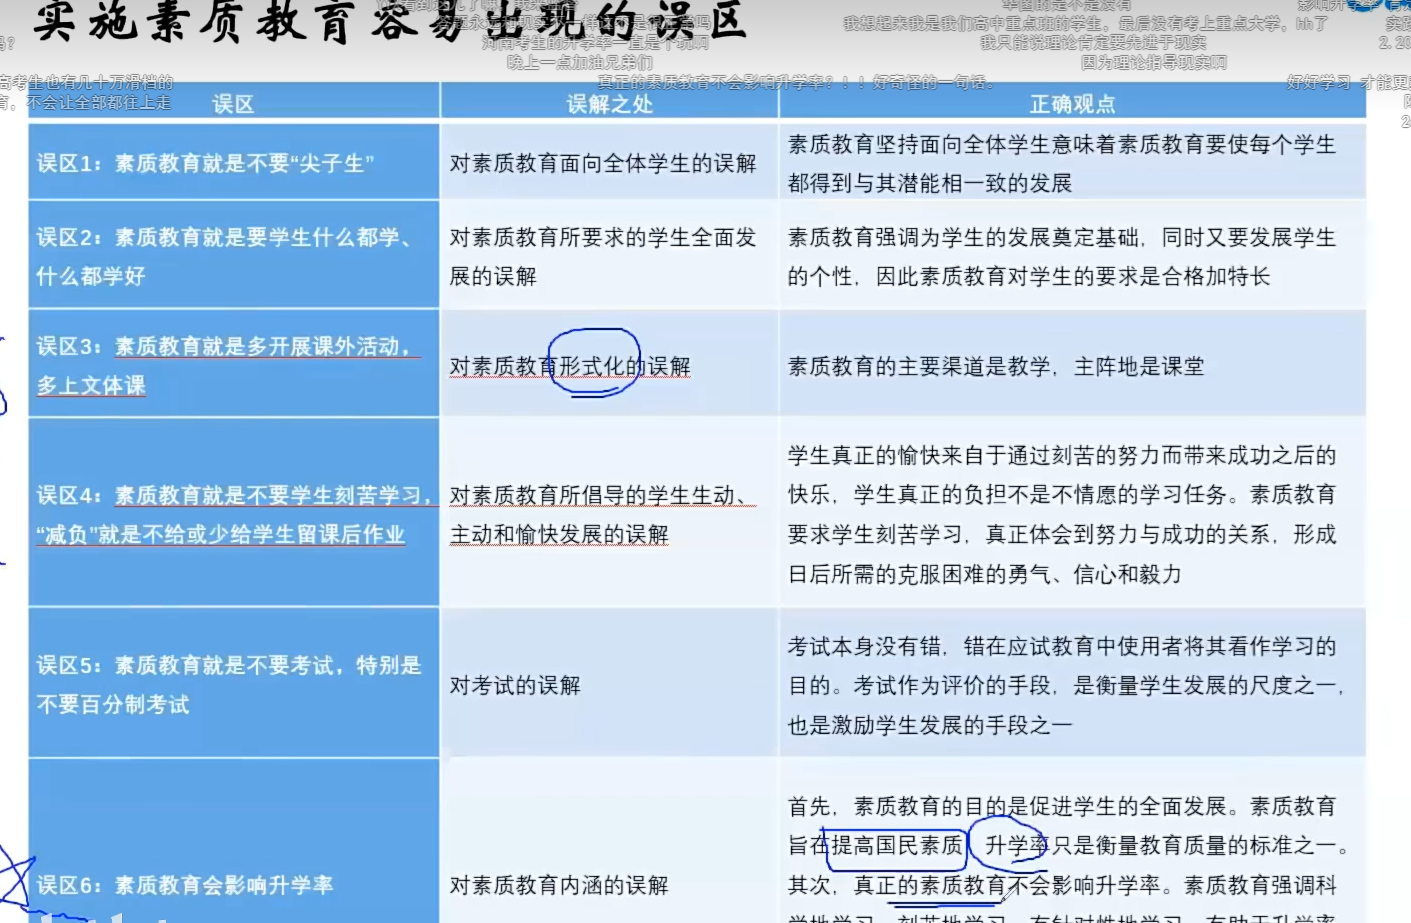 实施素质教育容易出现的误区
我想起来我是我们高中重点班的学生，最后没有考上重点大学，hh了
河南考生的升学率一直是个坑啊
我只能说理论肯定要先进于现实
晚上一点加油兄弟们
因为理论指导现实啊
高考生也有几十万滑档的
真正的素质教育不会影响升学率？！！！好奇怪的一句话。
好好学习 才能更
育，不会让全部都往上走
误区
误解之处
正确观点
误区1：素质教育就是不要“尖子生”
对素质教育面向全体学生的误解
素质教育坚持面向全体学生意味着素质教育要使每个学生
都得到与其潜能相一致的发展
误区2：素质教育就是要学生什么都学、
什么都学好
对素质教育所要求的学生全面发
展的误解
素质教育强调为学生的发展奠定基础，同时又要发展学生
的个性，因此素质教育对学生的要求是合格加特长
误区3：素质教育就是多开展课外活动，
多上文体课
对素质教育形式化的误解
素质教育的主要渠道是教学，主阵地是课堂
误区4：素质教育就是不要学生刻苦学习，
“减负”就是不给或少给学生留课后作业
对素质教育所倡导的学生生动、
主动和愉快发展的误解
学生真正的愉快来自于通过刻苦的努力而带来成功之后的
快乐，学生真正的负担不是不情愿的学习任务。素质教育
要求学生刻苦学习，真正体会到努力与成功的关系，形成
日后所需的克服困难的勇气、信心和毅力
误区5：素质教育就是不要考试，特别是
不要百分制考试
对考试的误解
考试本身没有错，错在应试教育中使用者将其看作学习的
目的。考试作为评价的手段，是衡量学生发展的尺度之一，
也是激励学生发展的手段之一
误区6：素质教育会影响升学率
对素质教育内涵的误解
首先，素质教育的目的是促进学生的全面发展。素质教育
旨在提高国民素质，升学率只是衡量教育质量的标准之一。
其次，真正的素质教育不会影响升学率。素质教育强调科
学地学习、刻苦地学习、有针对性地学习，有助于升学率